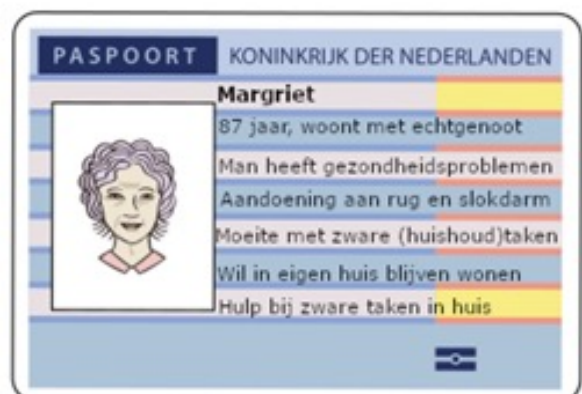 PASPOORT KONINKRIJK DER NEDERLANDEN
Margriet
87 jaar, woont met echtgenoot
Man heeft gezondheidsproblemen
Aandoening aan rug en slokdarm
Moeite met zware (huishoud)taken
Wil in eigen huis blijven wonen
Hulp bij zware taken in huis